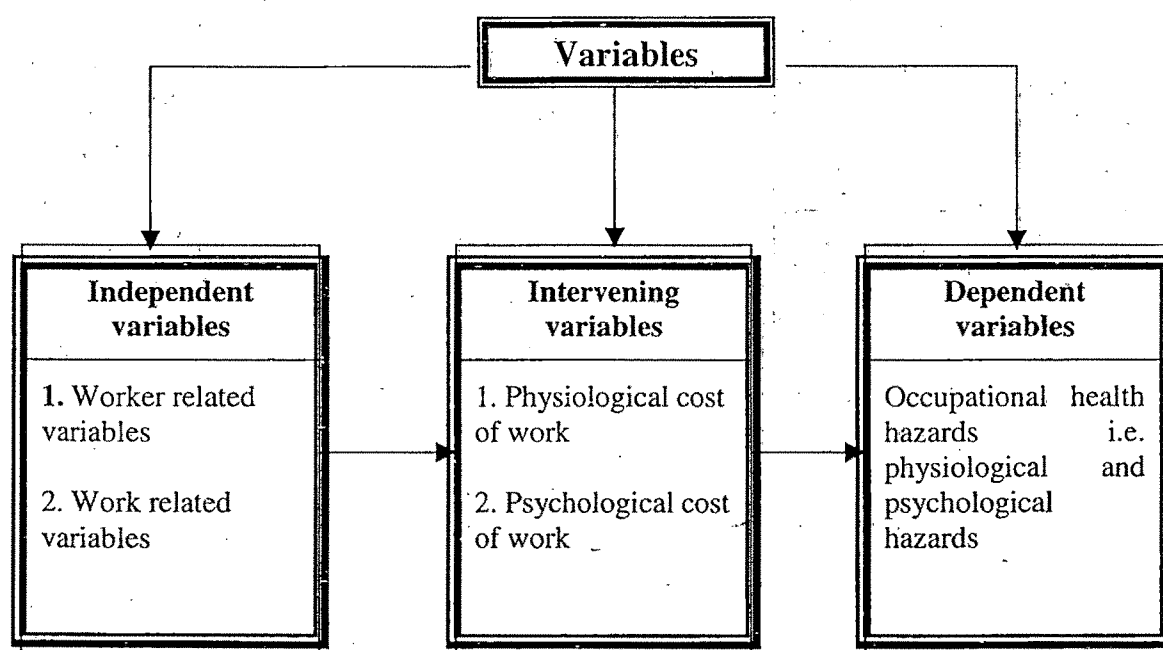 Variables
Independent
variables
1. Worker related
variables
2. Work related
variables
Intervening
variables
1. Physiological cost
of work
2. Psychological cost
of work
Dependent
variables
Occupational health
hazards i.e.
physiological and
psychological
hazards